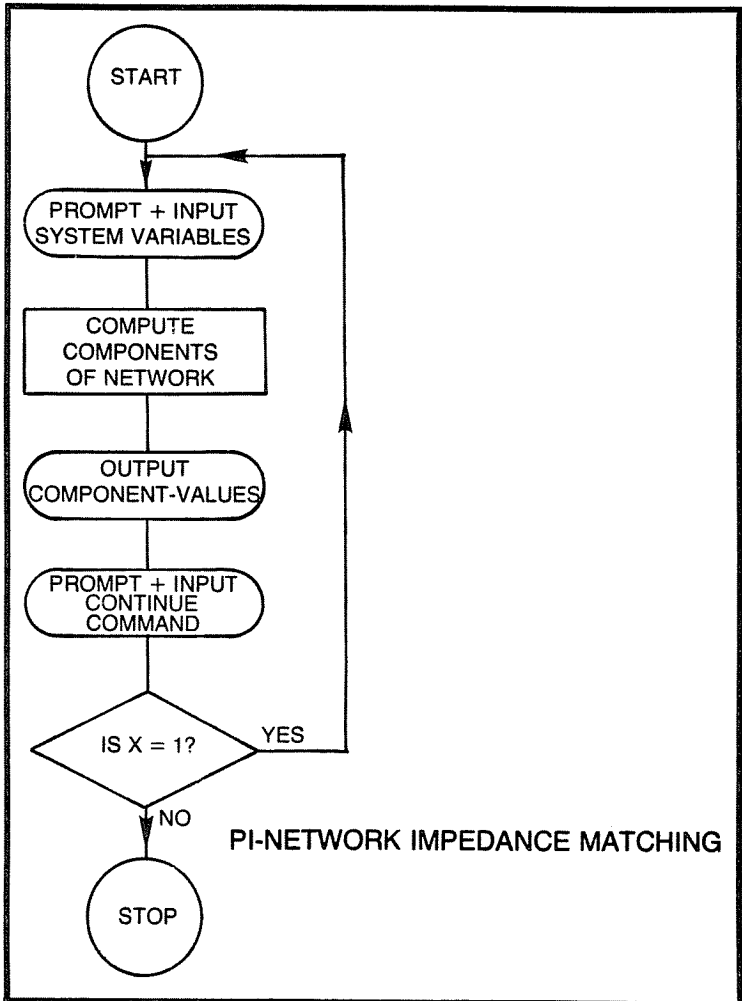 START
PROMPT + INPUT
SYSTEM VARIABLES
COMPUTE
COMPONENTS
OF NETWORK
OUTPUT
COMPONENT-VALUES
PROMPT + INPUT
CONTINUE
COMMAND
IS X = 1?
YES
NO
PI-NETWORK IMPEDANCE MATCHING
STOP